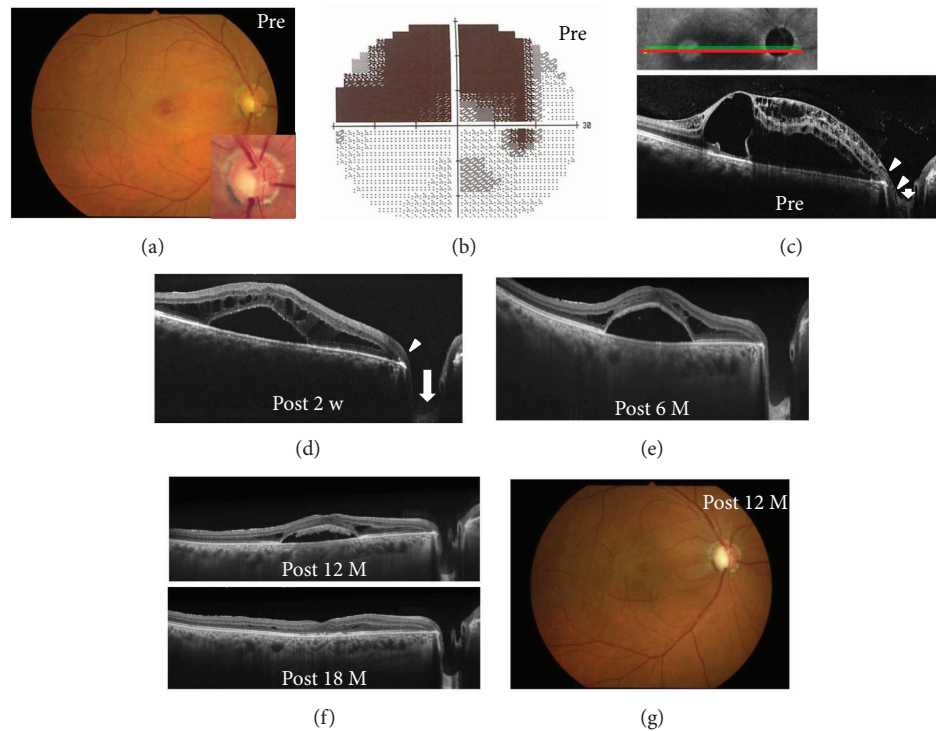 Pre
(a)
Pre
30
(b)
Pre
(c)
Post 2 w
(d)
Post 6 M
(e)
Post 12 M
Post 18 M
(f)
Post 12 M
(g)